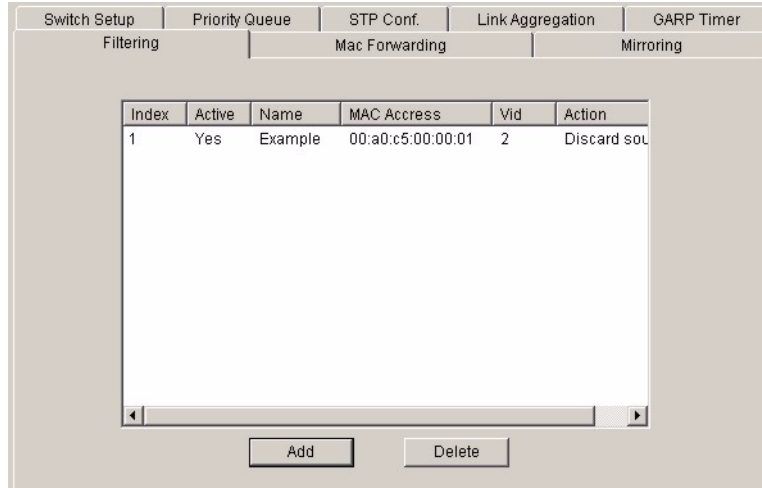 Switch Setup Priority Queue STP Conf. Link Aggregation GARP Timer
Filtering Mac Forwarding Mirroring
Index Active Name MAC Accress Vid Action
1 Yes Example 00:a0:c5:00:00:01 2 Discard sou
Add Delete